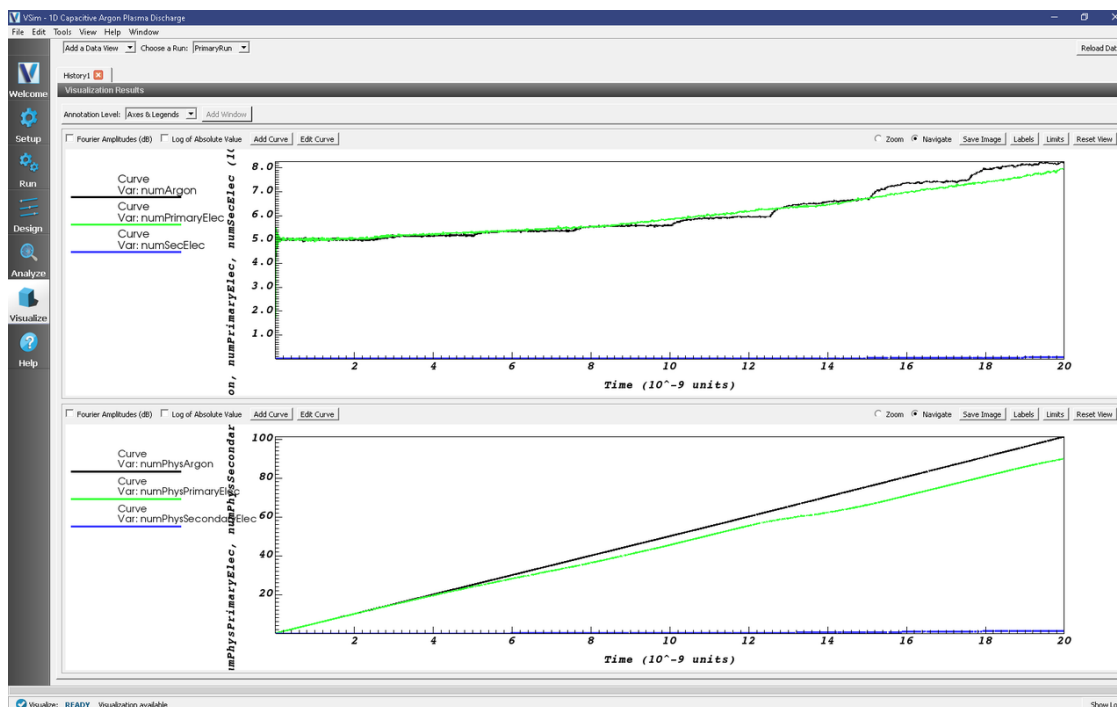 VSim - 1D Capacitive Argon Plasma Discharge
File Edit Tools View Help Window
Add a Data View Choose a Run: PrimaryRun Reload Dat
History1
Visualization Results
Annotation Level: Axes & Legends Add Window
Welcome
Setup
Run
Design
Analyze
Visualize
Help
Fourier Amplitudes (dB) Log of Absolute Value Add Curve Edit Curve Zoom Navigate Save Image Labels Limits Reset View
Curve
Var: numArgon
Curve
Var: numPrimaryElec
Curve
Var: numSecElec
on, numPrimaryElec, numSecElec (1
8.0
7.0
6.0
5.0
4.0
3.0
2.0
1.0
2 4 6 8 10 12 14 16 18 20
Time (10^-9 units)
Fourier Amplitudes (dB) Log of Absolute Value Add Curve Edit Curve Zoom Navigate Save Image Labels Limits Reset View
Curve
Var: numPhysArgon
Curve
Var: numPhysPrimaryElec
Curve
Var: numPhysSecondaryElec
mPhysPrimaryElec, numPhysSecondar
100
80
60
40
20
2 4 6 8 10 12 14 16 18 20
Time (10^-9 units)
Visualize: READY Visualization available Show Lo